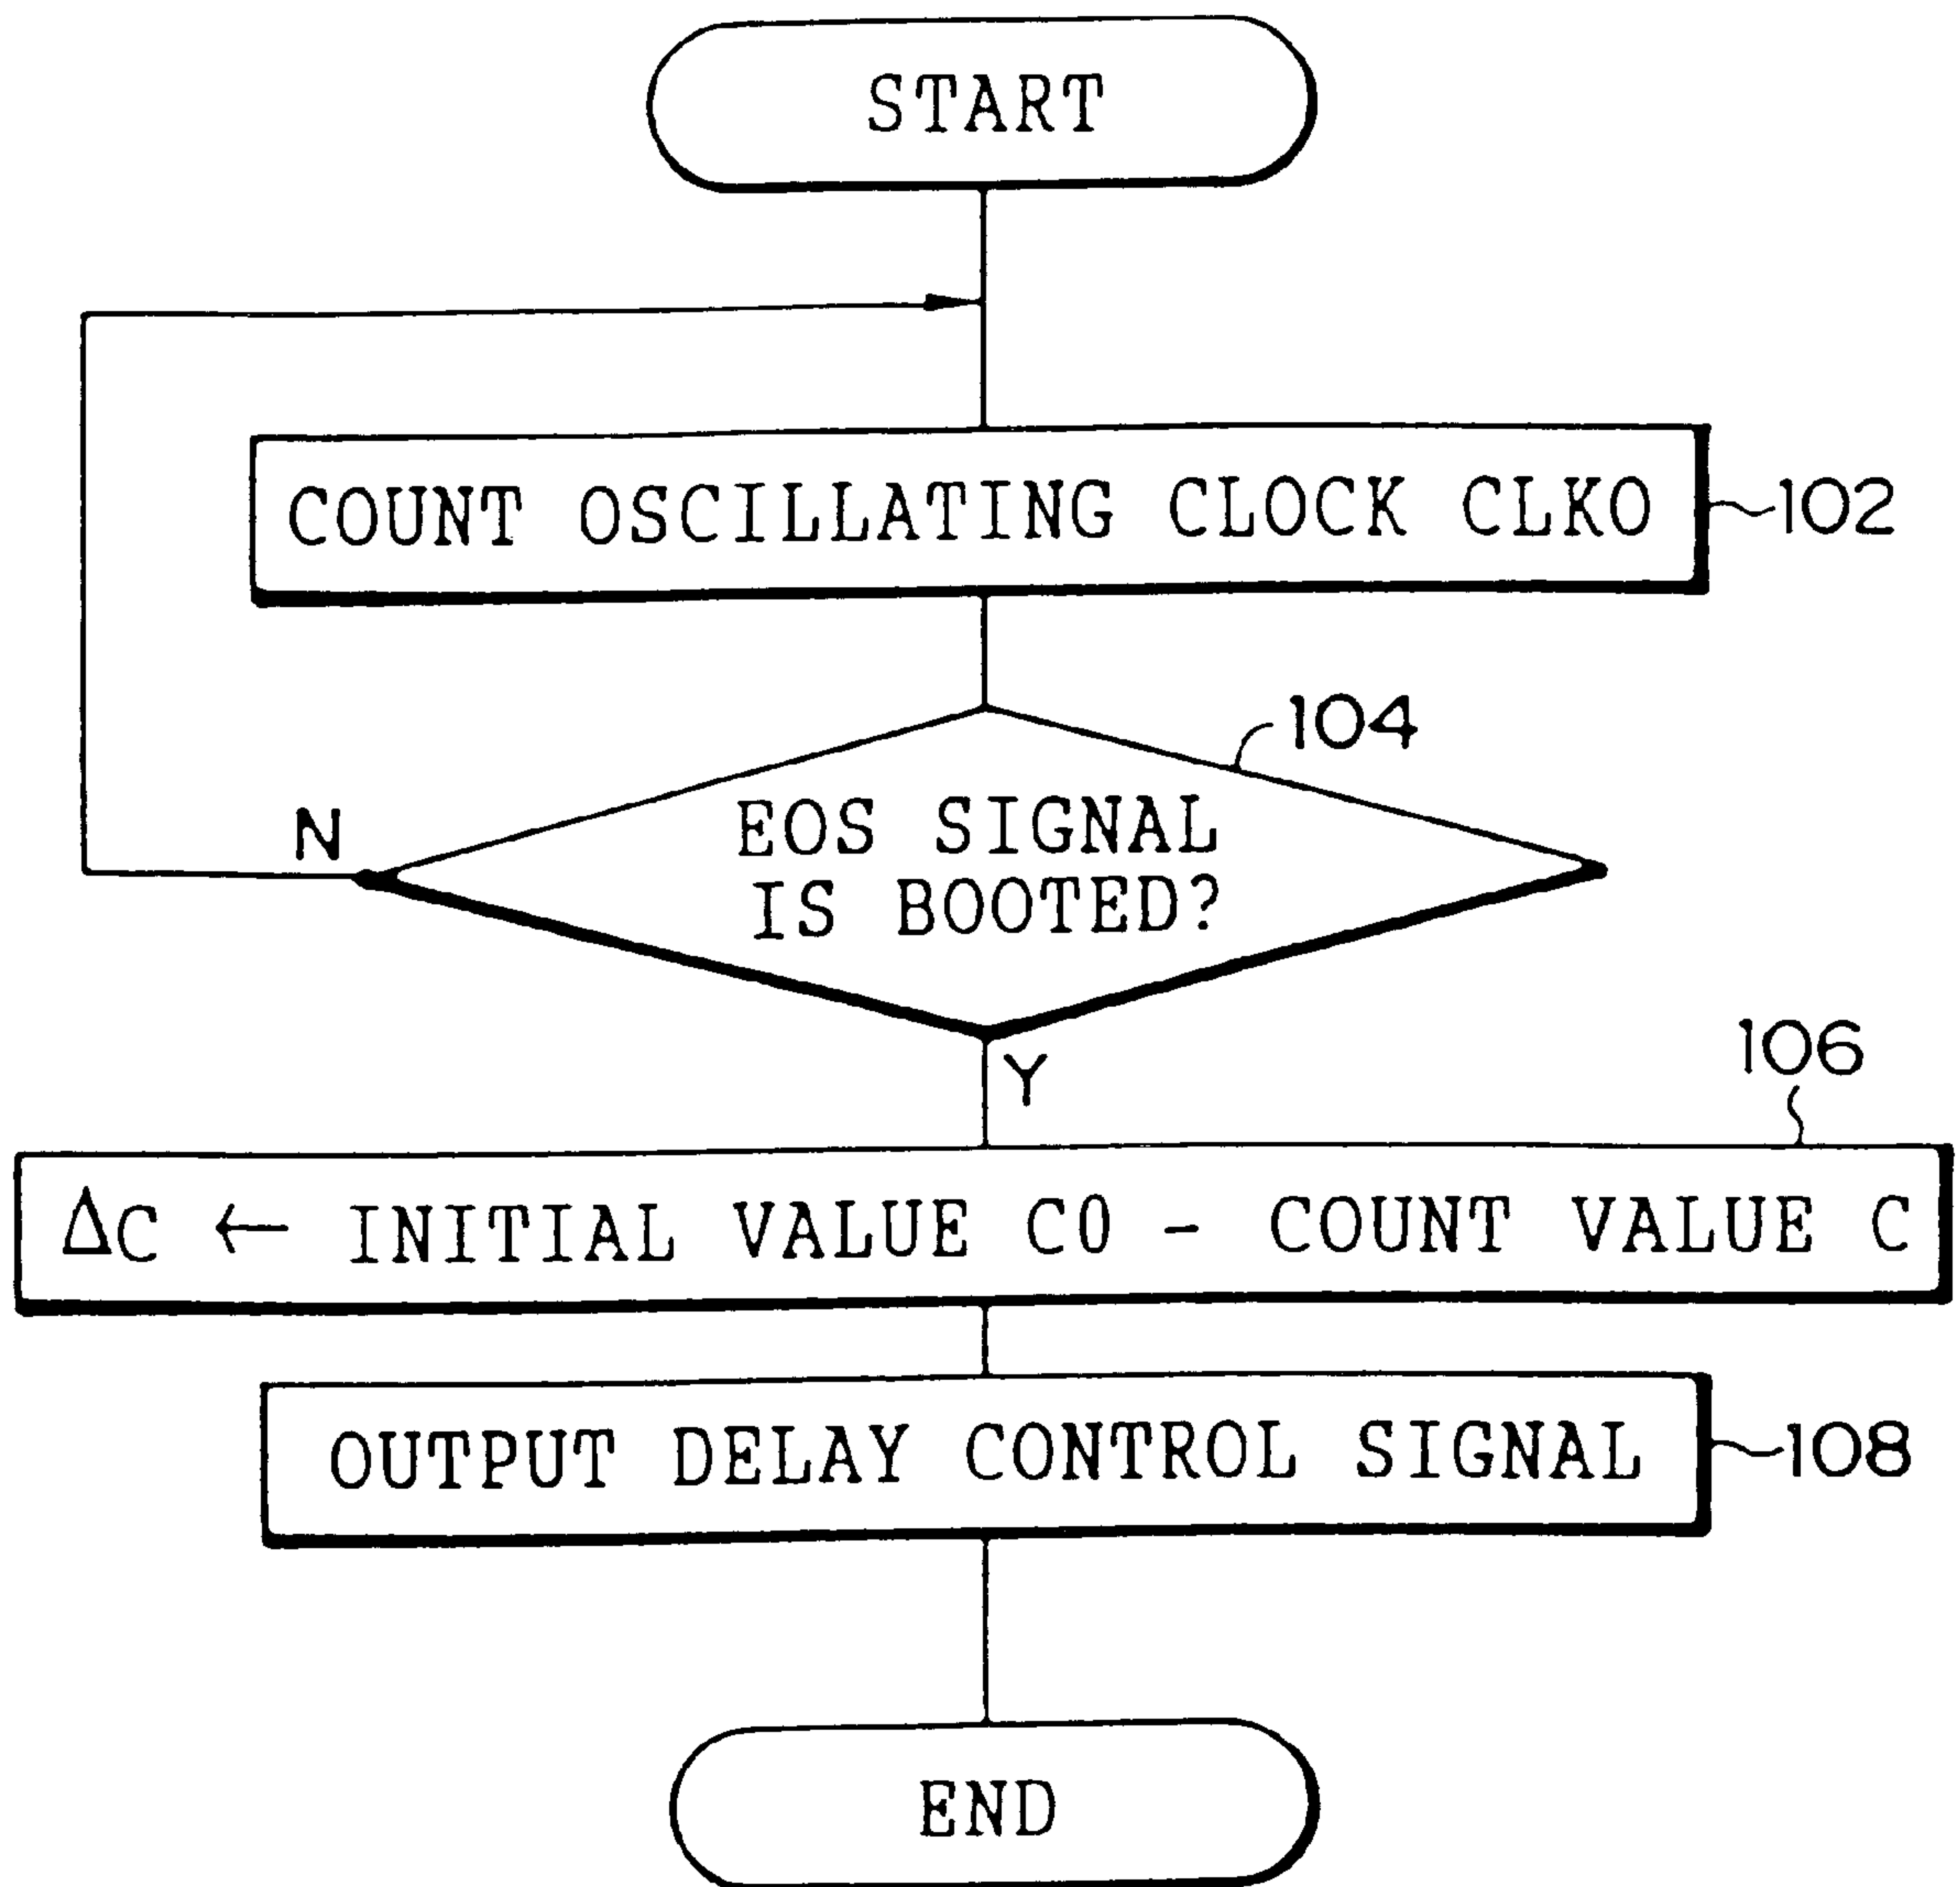 START
COUNT OSCILLATING CLOCK CLKO
102
104
EOS SIGNAL
IS BOOTED?
N
Y
106
ΔC ← INITIAL VALUE C0 - COUNT VALUE C
OUTPUT DELAY CONTROL SIGNAL
108
END